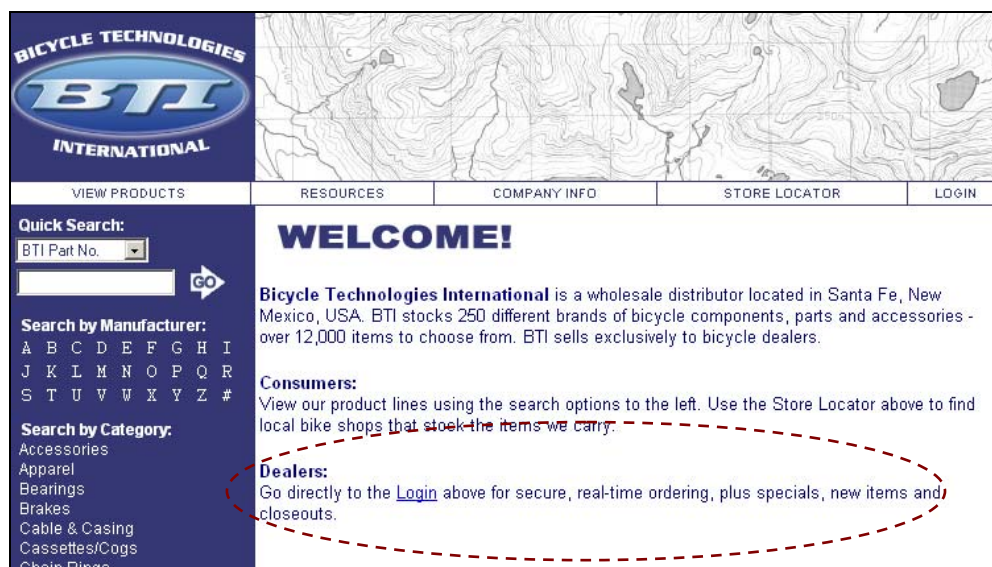 BICYCLE TECHNOLOGIES
BTI
INTERNATIONAL
VIEW PRODUCTS
RESOURCES
COMPANY INFO
STORE LOCATOR
LOGIN
Quick Search:
BTI Part No.
GO
Search by Manufacturer:
A B C D E F G H I
J K L M N O P Q R
S T U V W X Y Z #
Search by Category:
Accessories
Apparel
Bearings
Brakes
Cable & Casing
Cassettes/Cogs
Chain Rings
WELCOME!
Bicycle Technologies International is a wholesale distributor located in Santa Fe, New
Mexico, USA. BTI stocks 250 different brands of bicycle components, parts and accessories -
over 12,000 items to choose from. BTI sells exclusively to bicycle dealers.
Consumers:
View our product lines using the search options to the left. Use the Store Locator above to find
local bike shops that stock the items we carry.
Dealers:
Go directly to the Login above for secure, real-time ordering, plus specials, new items and
closeouts.